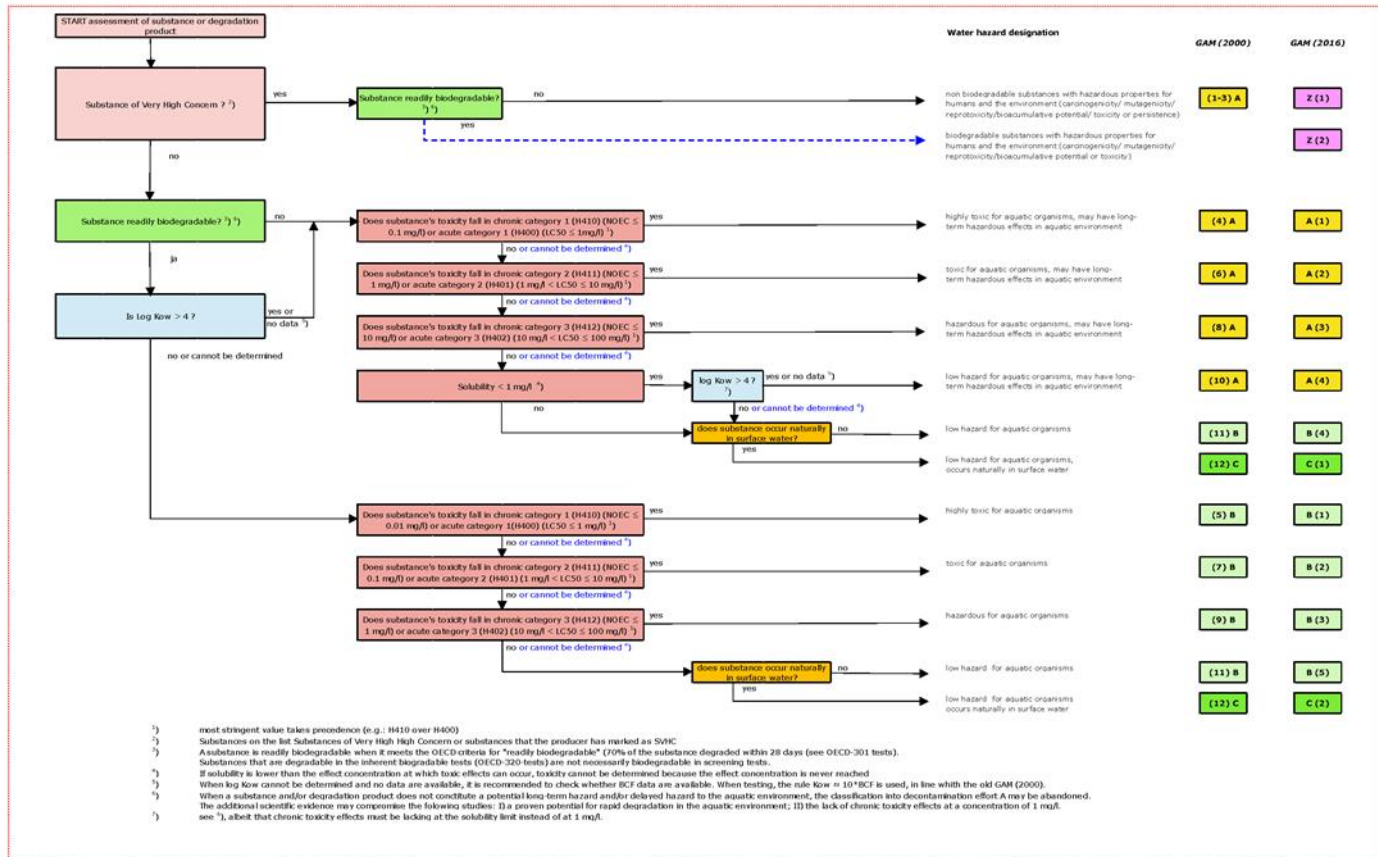 START assessment of substance or degradation
product
Water hazard designation
GAM (2000)
GAM (2016)
Substance of Very High Concern ? ²)
yes
Substance readily biodegradable?
³) ⁶)
no
non biodegradable substances with hazardous properties for
humans and the environment (carcinogenicity/ mutagenicity/
reprotoxicity/bioacumulative potential/ toxicity or persistence)
(1-3) A
Z (1)
yes
biodegradable substances with hazardous properties for
humans and the environment (carcinogenicity/ mutagenicity/
reprotoxicity/bioacumulative potential or toxicity)
Z (2)
no
Substance readily biodegradable? ³) ⁶)
no
Does substance's toxicity fall in chronic category 1 (H410) (NOEC ≤
0.1 mg/l) or acute category 1 (H400) (LC50 ≤ 1mg/l) ¹)
yes
highly toxic for aquatic organisms, may have long-
term hazardous effects in aquatic environment
(4) A
A (1)
no or cannot be determined ⁴)
ja
Does substance's toxicity fall in chronic category 2 (H411) (NOEC ≤
1 mg/l) or acute category 2 (H401) (1 mg/l < LC50 ≤ 10 mg/l) ¹)
yes
toxic for aquatic organisms, may have long-
term hazardous effects in aquatic environment
(6) A
A (2)
no or cannot be determined ⁴)
Is Log Kow > 4 ?
yes or
no data ⁵)
Does substance's toxicity fall in chronic category 3 (H412) (NOEC ≤
10 mg/l) or acute category 3 (H402) (10 mg/l < LC50 ≤ 100 mg/l) ¹)
yes
hazardous for aquatic organisms, may have long-
term hazardous effects in aquatic environment
(8) A
A (3)
no or cannot be determined
no or cannot be determined ⁴)
Solubility < 1 mg/l ⁴)
yes
log Kow > 4 ?
⁷)
yes or no data ⁵)
low hazard for aquatic organisms, may have long-
term hazardous effects in aquatic environment
(10) A
A (4)
no
no or cannot be determined ⁴)
does substance occur naturally
in surface water?
no
low hazard for aquatic organisms
(11) B
B (4)
yes
low hazard for aquatic organisms,
occurs naturally in surface water
(12) C
C (1)
Does substance's toxicity fall in chronic category 1 (H410) (NOEC ≤
0.01 mg/l) or acute category 1(H400) (LC50 ≤ 1 mg/l) ¹)
yes
highly toxic for aquatic organisms
(5) B
B (1)
no or cannot be determined ⁴)
Does substance's toxicity fall in chronic category 2 (H411) (NOEC ≤
0.1 mg/l) or acute category 2 (H401) (1 mg/l < LC50 ≤ 10 mg/l) ¹)
yes
toxic for aquatic organisms
(7) B
B (2)
no or cannot be determined ⁴)
Does substance's toxicity fall in chronic category 3 (H412) (NOEC ≤
1 mg/l) or acute category 3 (H402) (10 mg/l < LC50 ≤ 100 mg/l) ¹)
yes
hazardous for aquatic organisms
(9) B
B (3)
no or cannot be determined ⁴)
does substance occur naturally
in surface water?
no
low hazard for aquatic organisms
(11) B
B (5)
yes
low hazard for aquatic organisms
occurs naturally in surface water
(12) C
C (2)
¹) most stringent value takes precedence (e.g.: H410 over H400)
²) Substances on the list Substances of Very High High Concern or substances that the producer has marked as SVHC
³) A substance is readily biodegradable when it meets the OECD criteria for "readily biodegradable" (70% of the substance degraded within 28 days (see OECD-301 tests).
Substances that are degradable in the inherent biogradable tests (OECD-320-tests) are not necessarily biodegradable in screening tests.
⁴) If solubility is lower than the effect concentration at which toxic effects can occur, toxicity cannot be determined because the effect concentration is never reached
⁵) When log Kow cannot be determined and no data are available, it is recommended to check whether BCF data are available. When testing, the rule Kow ≈ 10*BCF is used, in line whith the old GAM (2000).
⁶) When a substance and/or degradation product does not constitute a potential long-term hazard and/or delayed hazard to the aquatic environment, the classification into decontamination effort A may be abandoned.
The additional scientific evidence may compromise the folowing studies: I) a proven potential for rapid degradation in the aquatic environment; II) the lack of chronic toxicity effects at a concentration of 1 mg/l.
⁷) see ⁶), albeit that chronic toxicity effects must be lacking at the solubility limit instead of at 1 mg/l.